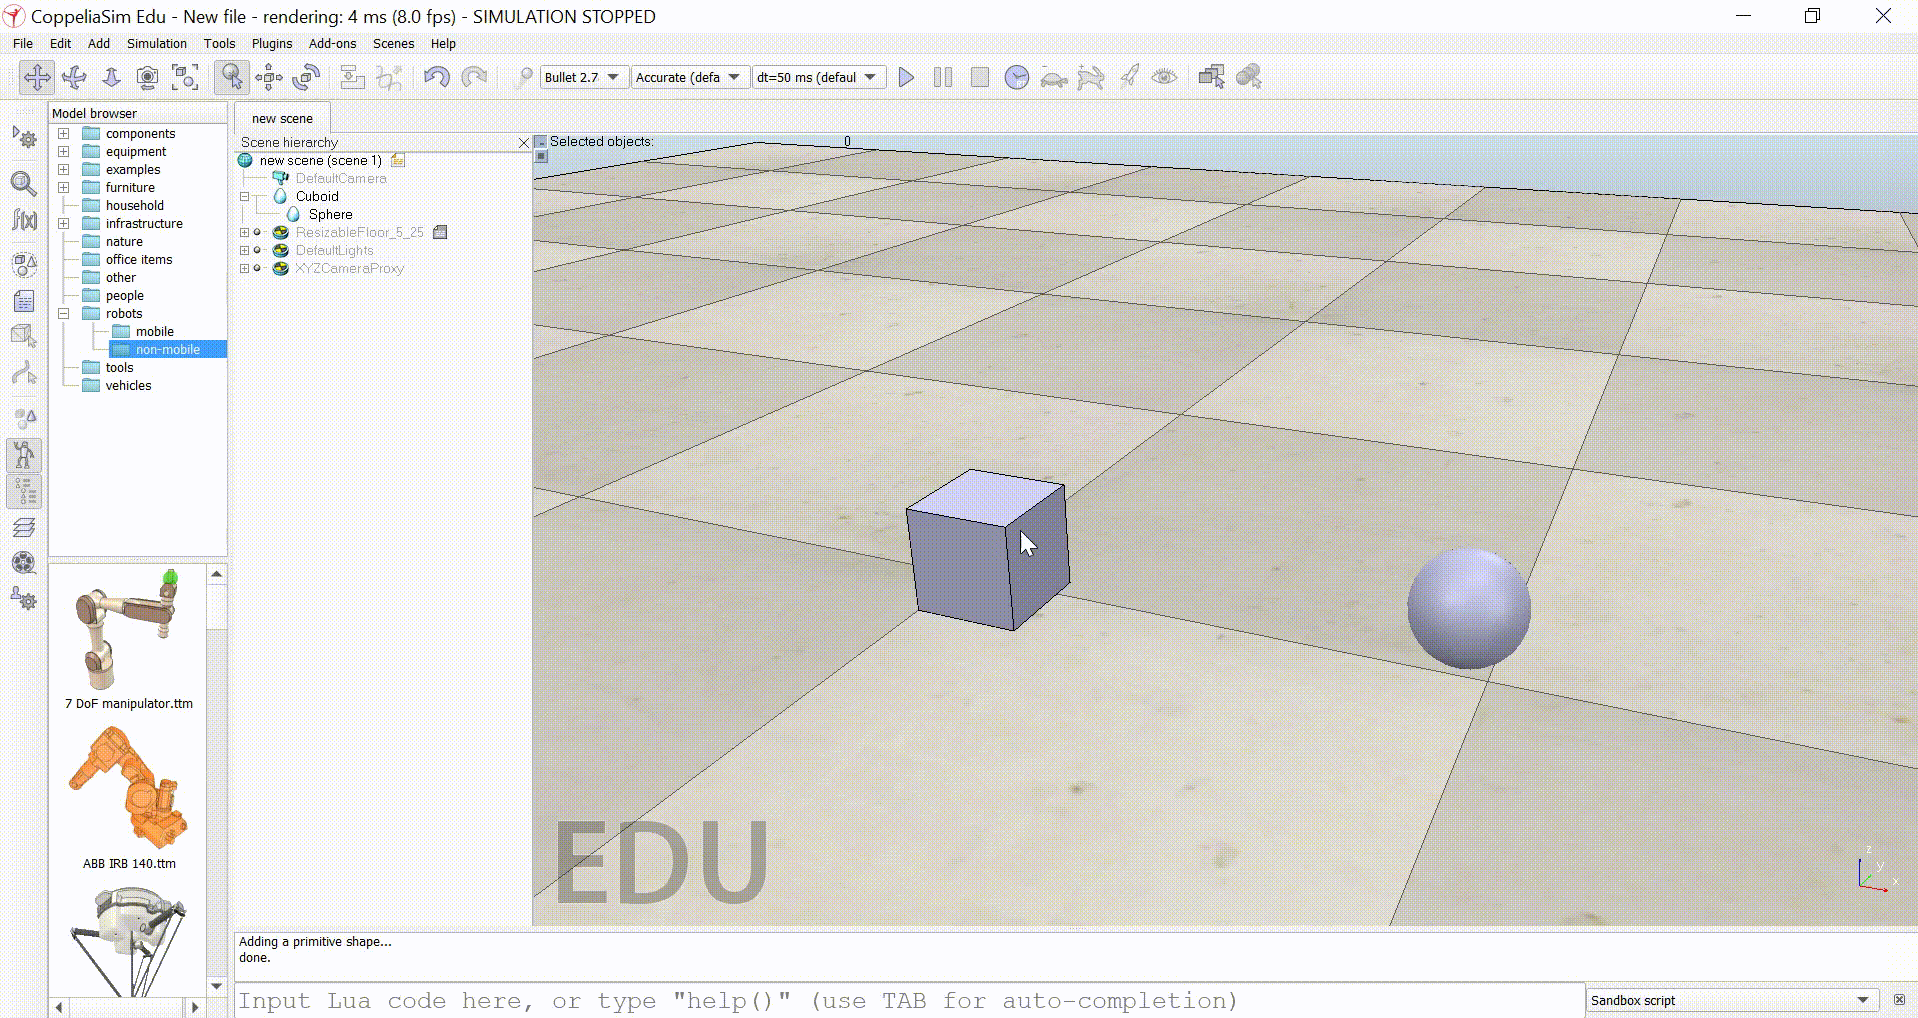 CoppeliaSim Edu - New file - rendering: 4 ms (8.0 fps) - SIMULATION STOPPED
File Edit Add Simulation Tools Plugins Add-ons Scenes Help
Bullet 2.7 Accurate (defa dt=50 ms (defaul
f(x)
Model browser
components
equipment
examples
furniture
household
infrastructure
nature
office items
other
people
robots
mobile
non-mobile
tools
vehicles
7 DoF manipulator.ttm
ABB IRB 140.ttm
new scene
Scene hierarchy
new scene (scene 1)
DefaultCamera
Cuboid
Sphere
ResizableFloor_5_25
DefaultLights
XYZCameraProxy
Selected objects: 0
EDU
z
y
x
Adding a primitive shape...
done.
Input Lua code here, or type "help()" (use TAB for auto-completion)
Sandbox script